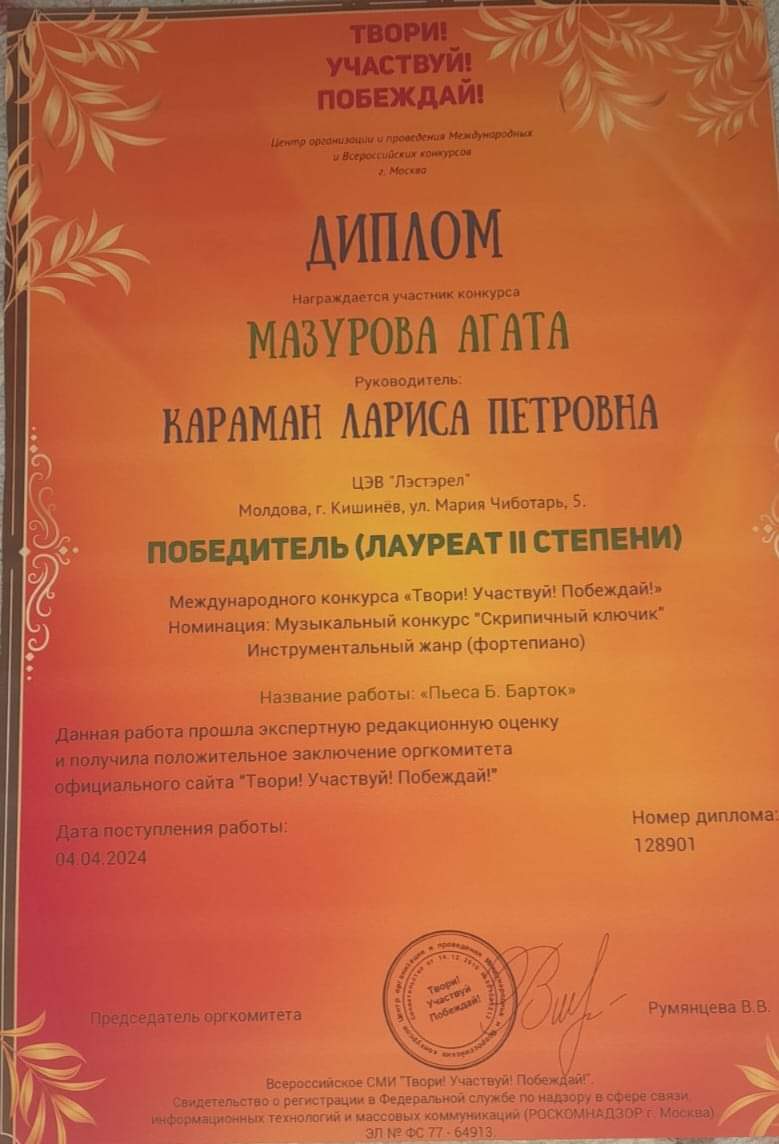 ТВОРИ!
УЧАСТВУЙ!
ПОБЕЖДАЙ!
Центр организации и проведения Международных
и Всероссийских конкурсов
г. Москва
ДИПЛОМ
Награждается участник конкурса
МАЗУРОВА АГАТА
Руководитель:
КАРАМАН ЛАРИСА ПЕТРОВНА
ЦЭВ "Лэстэрел"
Молдова, г. Кишинёв, ул. Мария Чиботарь, 5.
ПОБЕДИТЕЛЬ (ЛАУРЕАТ II СТЕПЕНИ)
Международного конкурса «Твори! Участвуй! Побеждай!»
Номинация: Музыкальный конкурс "Скрипичный ключик"
Инструментальный жанр (фортепиано)
Название работы: «Пьеса Б. Барток»
Данная работа прошла экспертную редакционную оценку
и получила положительное заключение оргкомитета
официального сайта "Твори! Участвуй! Побеждай!"
Дата поступления работы:
04.04.2024
Номер диплома:
128901
Твори!
Участвуй
Побеждай!
Председатель оргкомитета
Румянцева В.В.
Всероссийское СМИ "Твори! Участвуй! Побеждай!".
Свидетельство о регистрации в Федеральной службе по надзору в сфере связи,
информационных технологий и массовых коммуникаций (РОСКОМНАДЗОР г. Москва)
ЭЛ № ФС 77 - 64913.